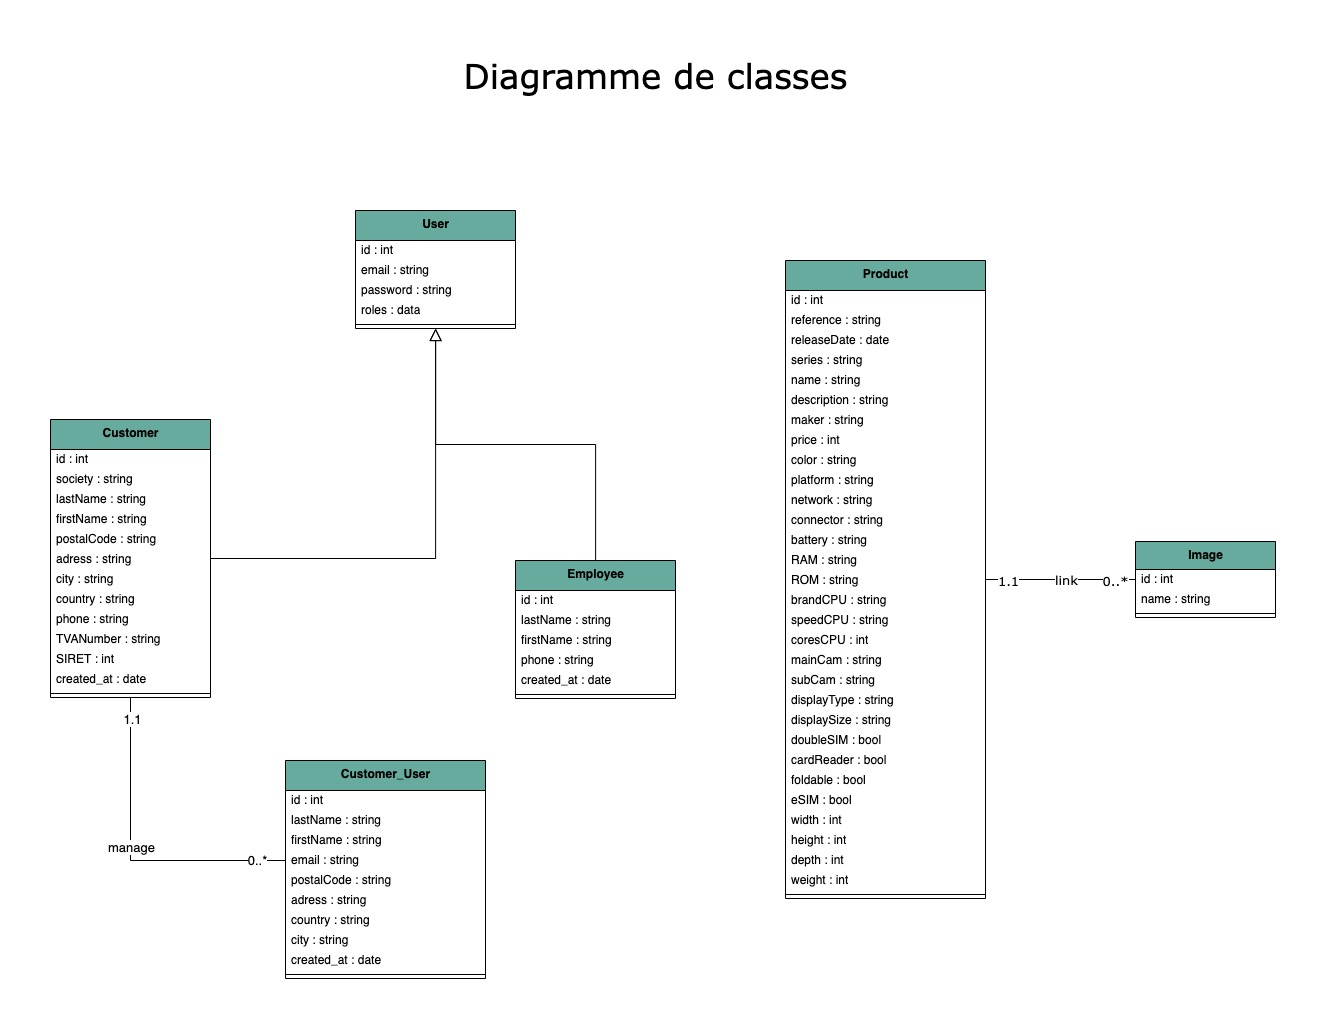 Diagramme de classes
User
id : int
email : string
password : string
roles : data
Customer
id : int
society : string
lastName : string
firstName : string
postalCode : string
adress : string
city : string
country : string
phone : string
TVANumber : string
SIRET : int
created_at : date
1.1
manage
0..*
Employee
id : int
lastName : string
firstName : string
phone : string
created_at : date
Customer_User
id : int
lastName : string
firstName : string
email : string
postalCode : string
adress : string
country : string
city : string
created_at : date
Product
id : int
reference : string
releaseDate : date
series : string
name : string
description : string
maker : string
price : int
color : string
platform : string
network : string
connector : string
battery : string
RAM : string
ROM : string
brandCPU : string
speedCPU : string
coresCPU : int
mainCam : string
subCam : string
displayType : string
displaySize : string
doubleSIM : bool
cardReader : bool
foldable : bool
eSIM : bool
width : int
height : int
depth : int
weight : int
1.1 link 0..*
Image
id : int
name : string